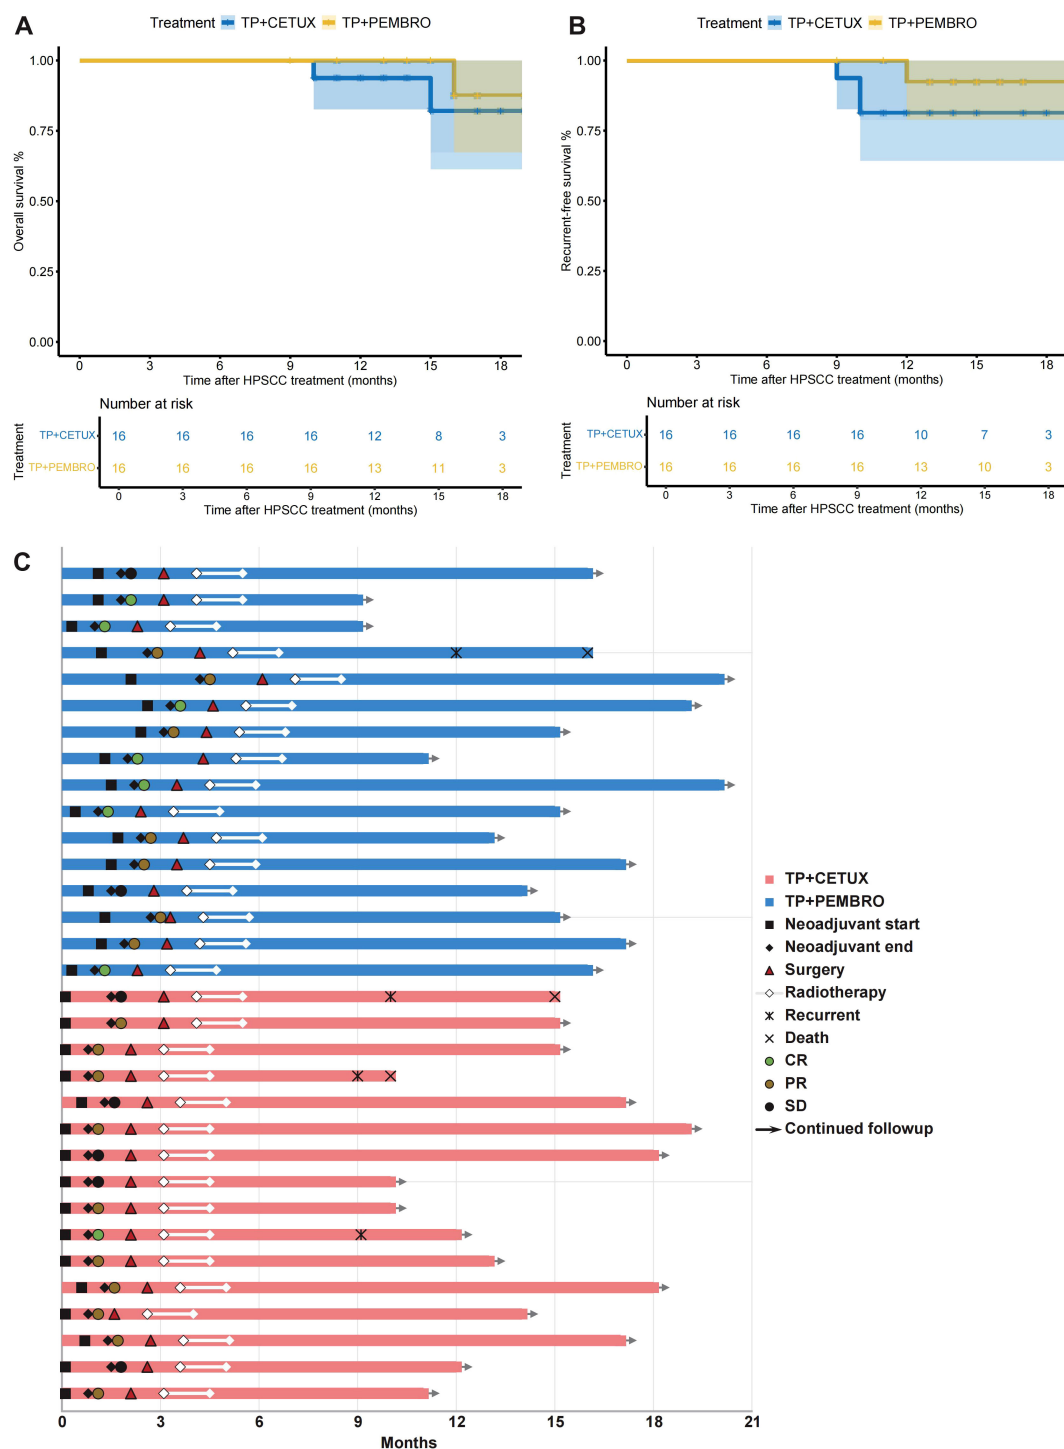 A
Treatment TP+CETUX TP+PEMBRO
1.00
0.75
0.50
0.25
0.00
Overall survival %
0 3 6 9 12 15 18
Time after HPSCC treatment (months)
Number at risk
Treatment
TP+CETUX 16 16 16 16 12 8 3
TP+PEMBRO 16 16 16 16 13 11 3
0 3 6 9 12 15 18
Time after HPSCC treatment (months)
B
Treatment TP+CETUX TP+PEMBRO
1.00
0.75
0.50
0.25
0.00
Recurrent-free survival %
0 3 6 9 12 15 18
Time after HPSCC treatment (months)
Number at risk
Treatment
TP+CETUX 16 16 16 16 10 7 3
TP+PEMBRO 16 16 16 16 13 10 3
0 3 6 9 12 15 18
Time after HPSCC treatment (months)
C
TP+CETUX
TP+PEMBRO
Neoadjuvant start
Neoadjuvant end
Surgery
Radiotherapy
Recurrent
Death
CR
PR
SD
Continued followup
0 3 6 9 12 15 18 21
Months